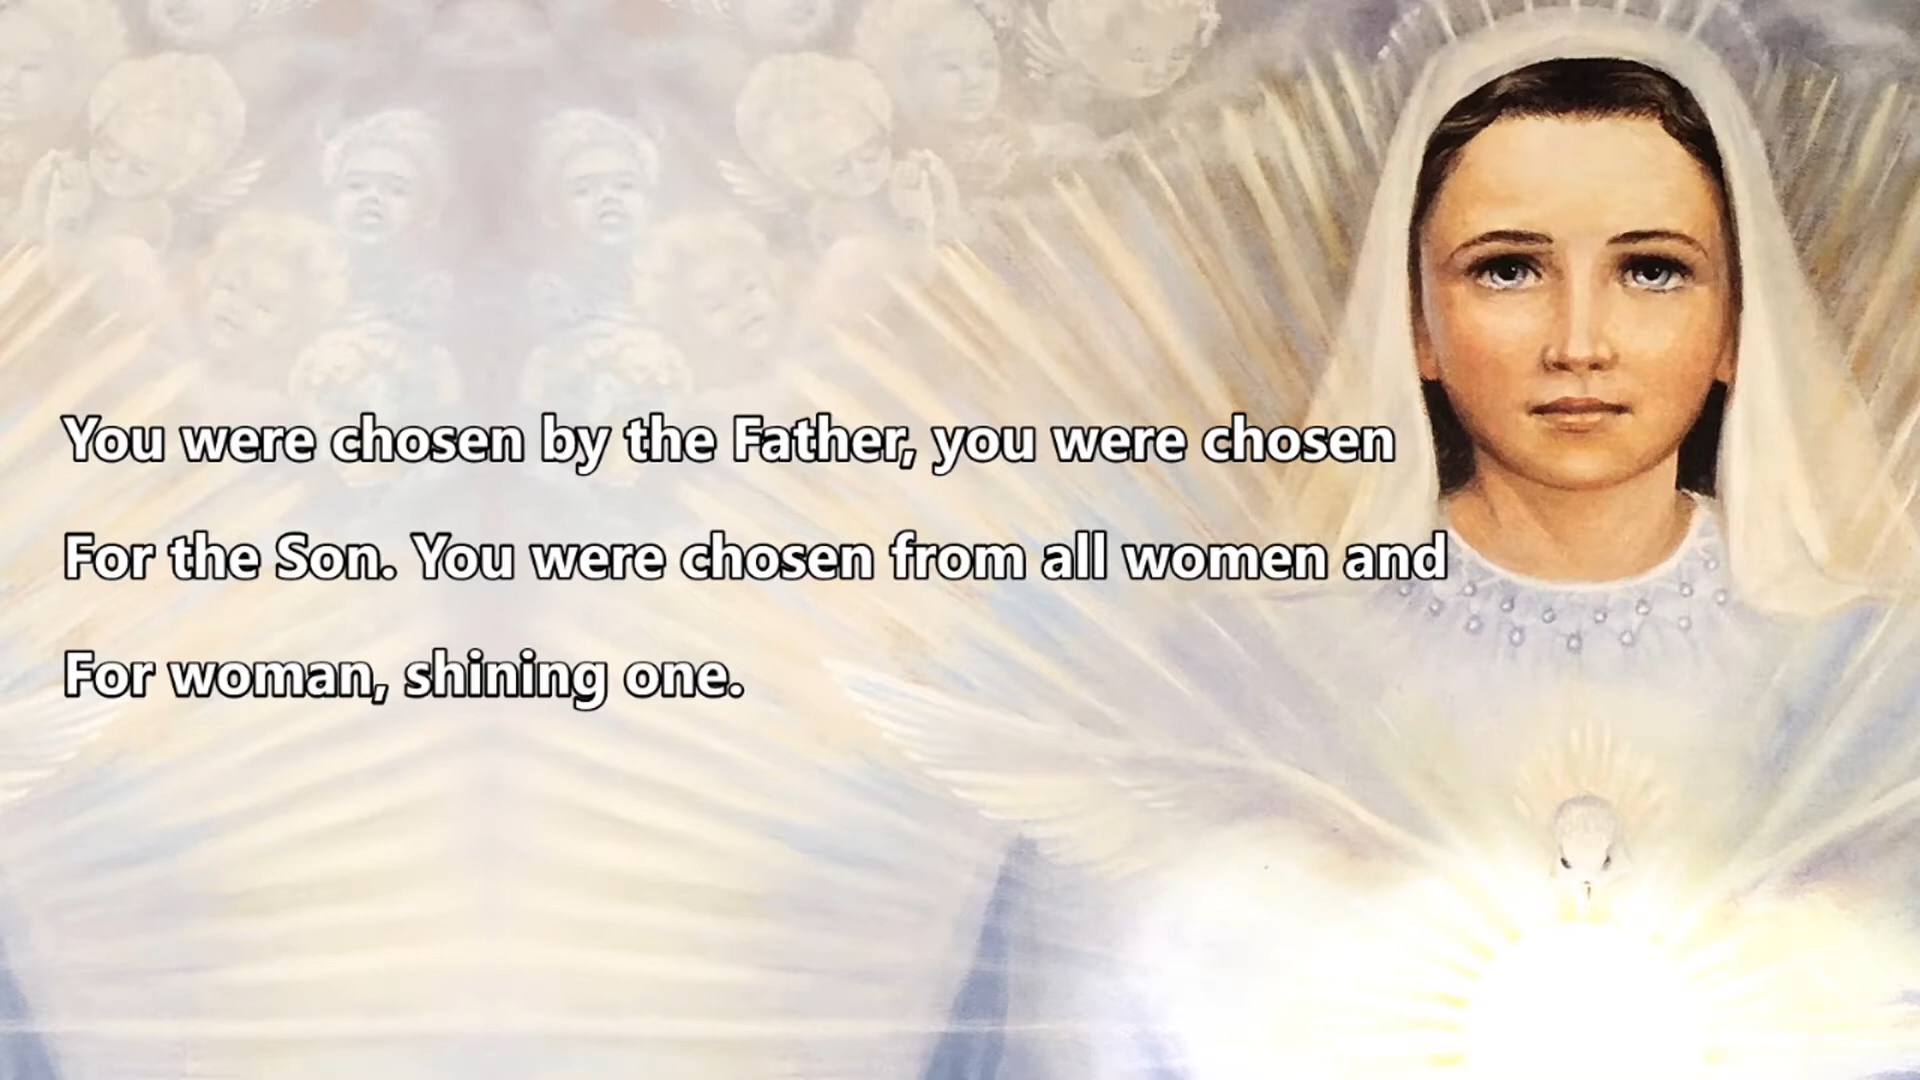 You were chosen by the Father, you were chosen
For the Son. You were chosen from all women and
For woman, shining one.